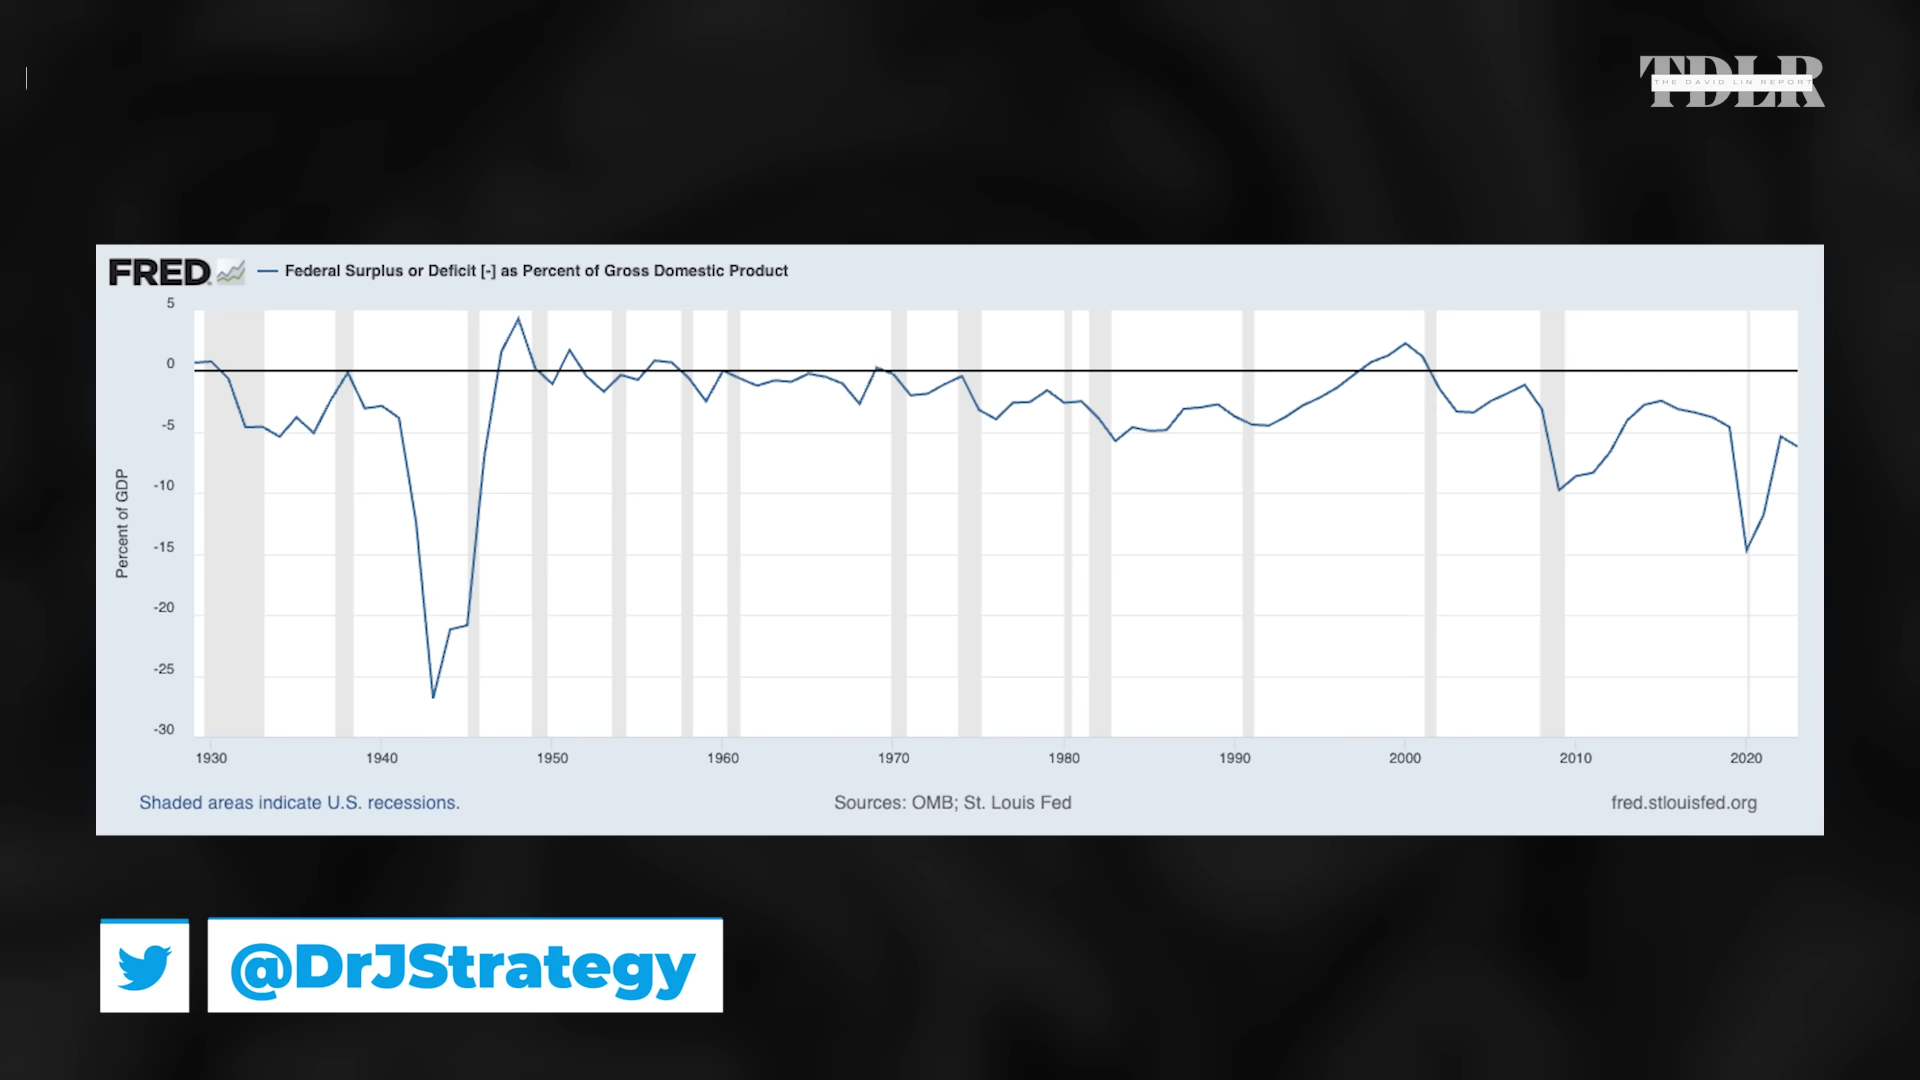 TDLR
THE DAVID LIN REPORT
FRED
Federal Surplus or Deficit [-] as Percent of Gross Domestic Product
5
0
-5
-10
-15
-20
-25
-30
Percent of GDP
1930 1940 1950 1960 1970 1980 1990 2000 2010 2020
Shaded areas indicate U.S. recessions. Sources: OMB; St. Louis Fed fred.stlouisfed.org
@DrJStrategy